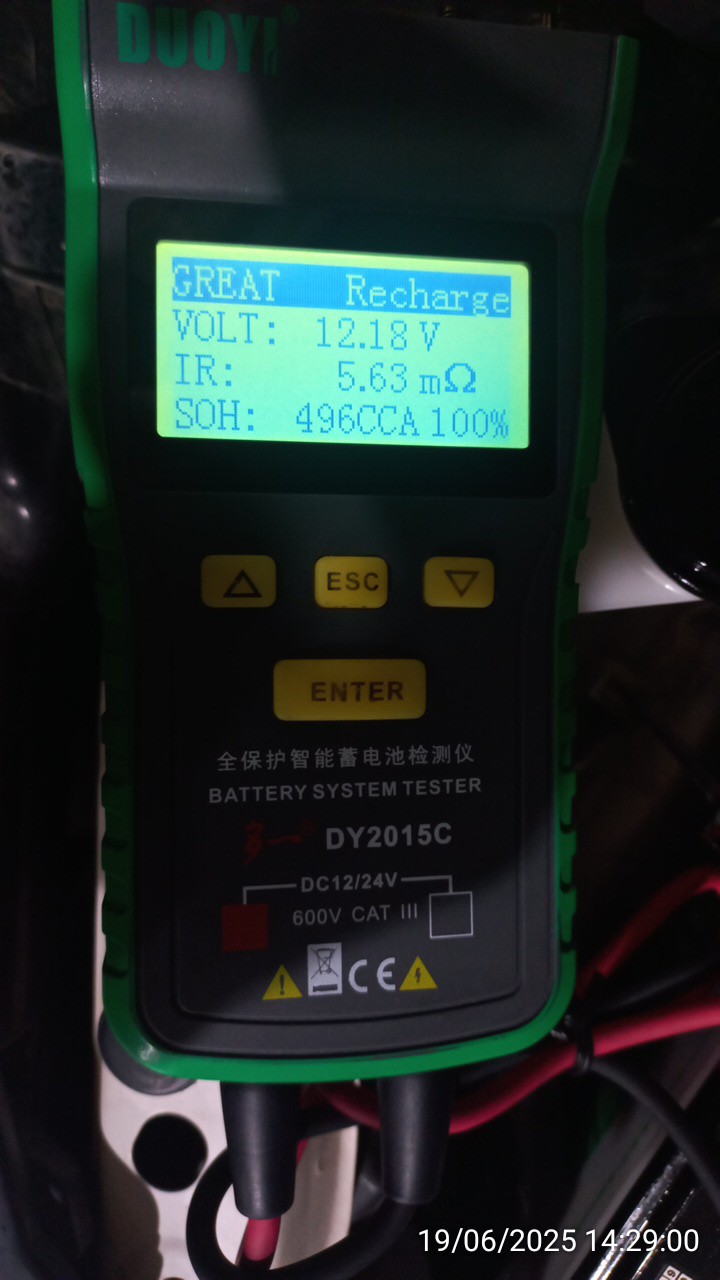 DUOYI®
GREAT Recharge
VOLT: 12.18 V
IR: 5.63 mΩ
SOH: 496CCA 100%
ESC
ENTER
全保护智能蓄电池检测仪
BATTERY SYSTEM TESTER
多一® DY2015C
DC12/24V
600V CAT III
CE
19/06/2025 14:29:00